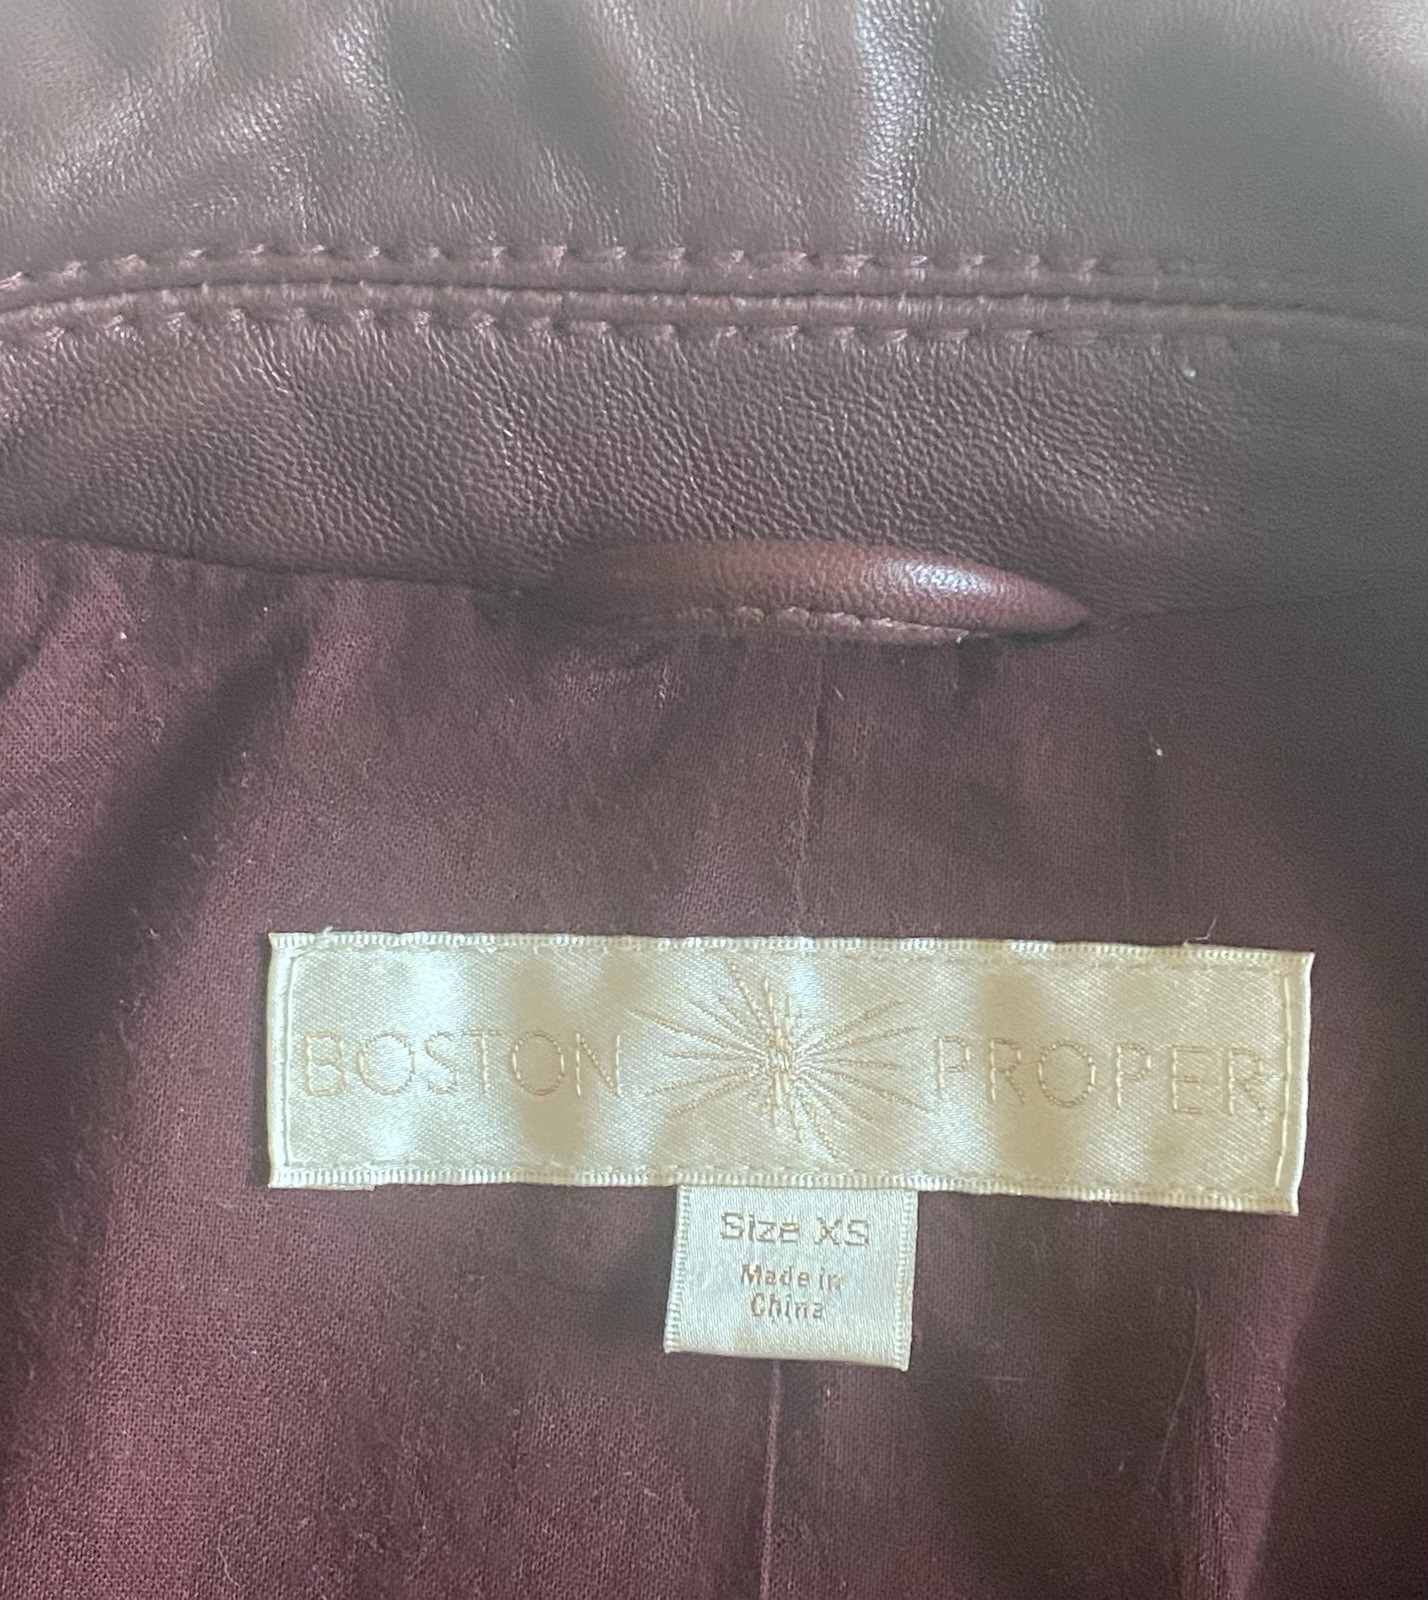 BOSTON PROPER
Size XS
Made in
China